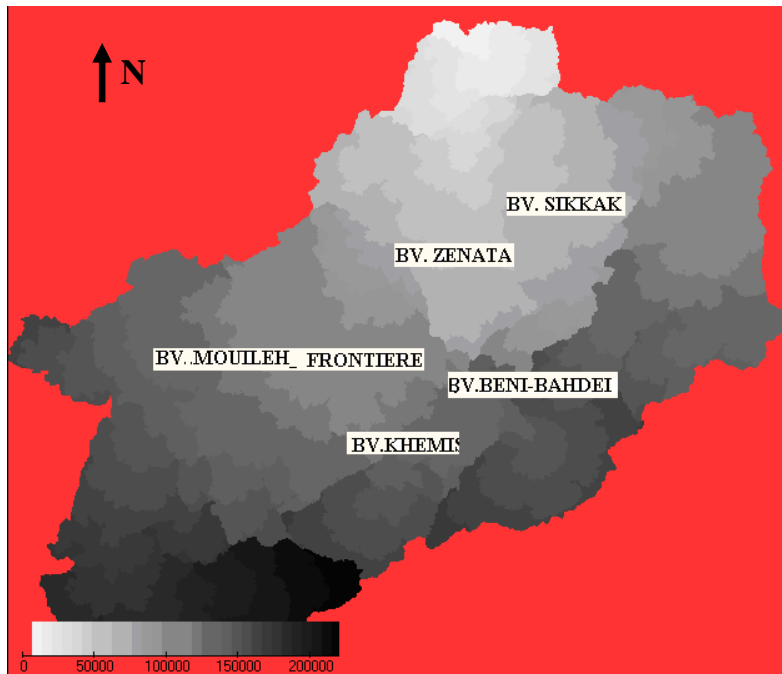 N
BV. SIKKAK
BV. ZENATA
BV..MOUILEH_ FRONTIERE
BV.BENI-BAHDEI
BV.KHEMIS
0 50000 100000 150000 200000